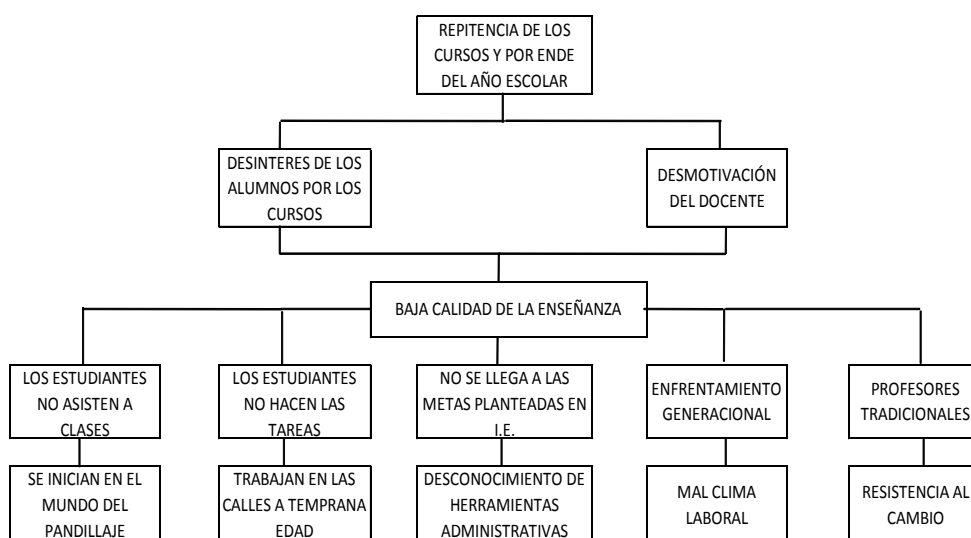 REPITENCIA DE LOS
CURSOS Y POR ENDE
DEL AÑO ESCOLAR
DESINTERES DE LOS
ALUMNOS POR LOS
CURSOS
DESMOTIVACIÓN
DEL DOCENTE
BAJA CALIDAD DE LA ENSEÑANZA
LOS ESTUDIANTES
NO ASISTEN A
CLASES
LOS ESTUDIANTES
NO HACEN LAS
TAREAS
NO SE LLEGA A LAS
METAS PLANTEADAS EN
I.E.
ENFRENTAMIENTO
GENERACIONAL
PROFESORES
TRADICIONALES
SE INICIAN EN EL
MUNDO DEL
PANDILLAJE
TRABAJAN EN LAS
CALLES A TEMPRANA
EDAD
DESCONOCIMIENTO DE
HERRAMIENTAS
ADMINISTRATIVAS
MAL CLIMA
LABORAL
RESISTENCIA AL
CAMBIO